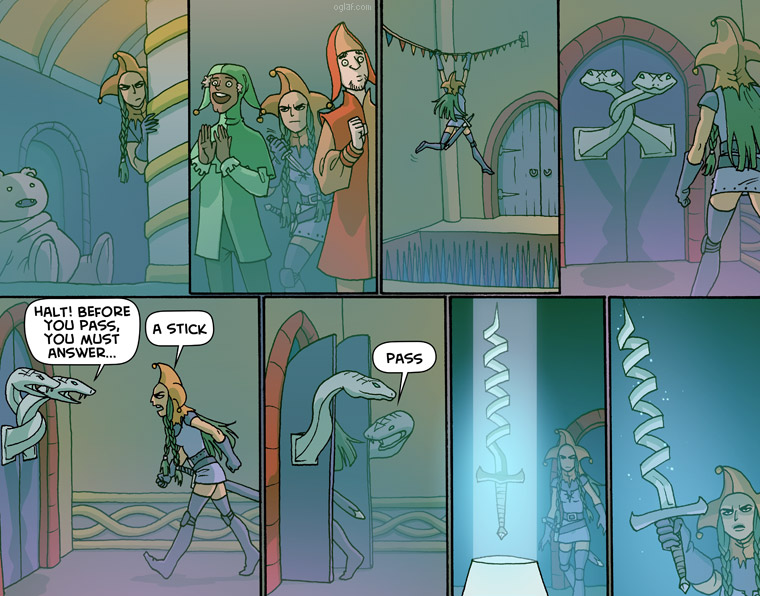 oglaf.com
HALT! BEFORE
YOU PASS,
YOU MUST
ANSWER...
A STICK
PASS